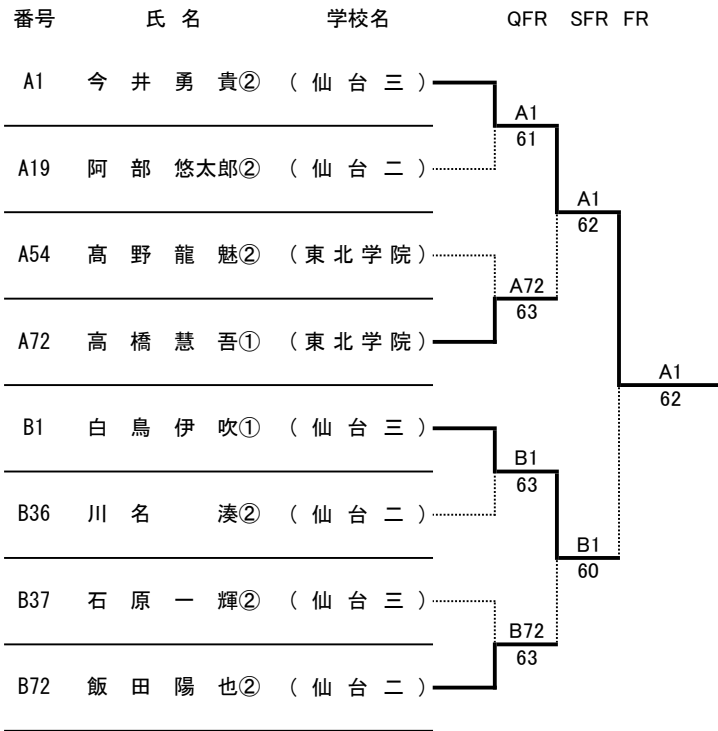 番号 氏 名 学校名 QFR SFR FR
A1 今 井 勇 貴② ( 仙 台 三 )
A1
61
A19 阿 部 悠太郎② ( 仙 台 二 )
A1
62
A54 髙 野 龍 魅② ( 東 北 学 院 )
A72
63
A72 高 橋 慧 吾① ( 東 北 学 院 )
A1
62
B1 白 鳥 伊 吹① ( 仙 台 三 )
B1
63
B36 川 名 湊② ( 仙 台 二 )
B1
60
B37 石 原 一 輝② ( 仙 台 三 )
B72
63
B72 飯 田 陽 也② ( 仙 台 二 )